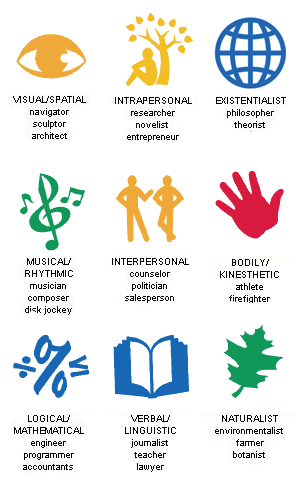 VISUAL/SPATIAL
navigator
sculptor
architect
INTRAPERSONAL
researcher
novelist
entrepreneur
EXISTENTIALIST
philosopher
theorist
MUSICAL/
RHYTHMIC
musician
composer
disk jockey
INTERPERSONAL
counselor
politician
salesperson
BODILY/
KINESTHETIC
athlete
firefighter
LOGICAL/
MATHEMATICAL
engineer
programmer
accountants
VERBAL/
LINGUISTIC
journalist
teacher
lawyer
NATURALIST
environmentalist
farmer
botanist